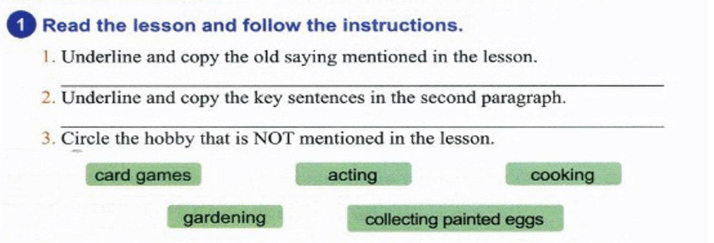 1 Read the lesson and follow the instructions.
1. Underline and copy the old saying mentioned in the lesson.
2. Underline and copy the key sentences in the second paragraph.
3. Circle the hobby that is NOT mentioned in the lesson.
card games acting cooking
gardening collecting painted eggs